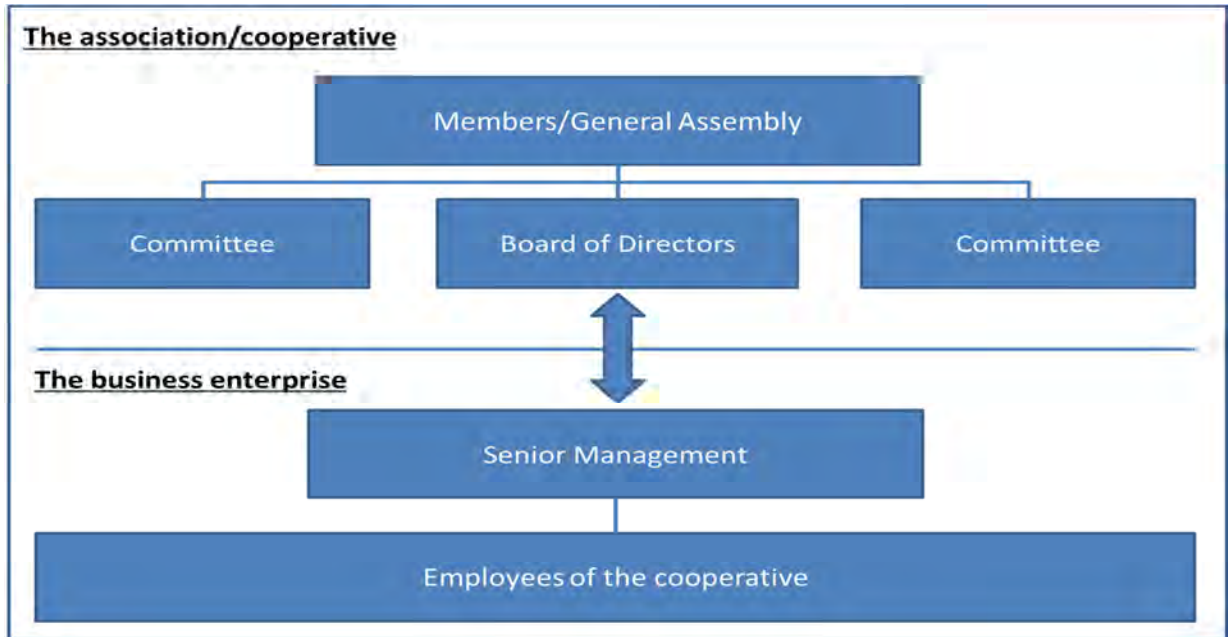 The association/cooperative
Members/General Assembly
Committee
Board of Directors
Committee
The business enterprise
Senior Management
Employees of the cooperative